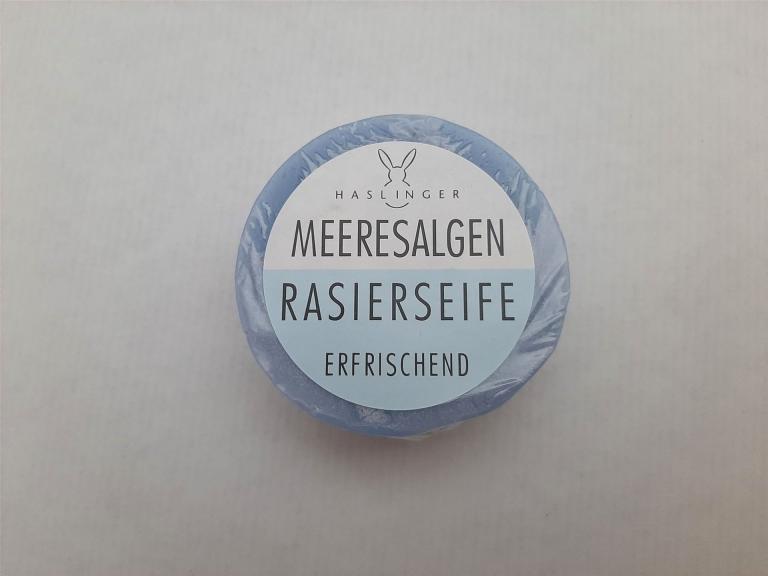 HASLINGER
MEERESALGEN
RASIERSEIFE
ERFRISCHEND